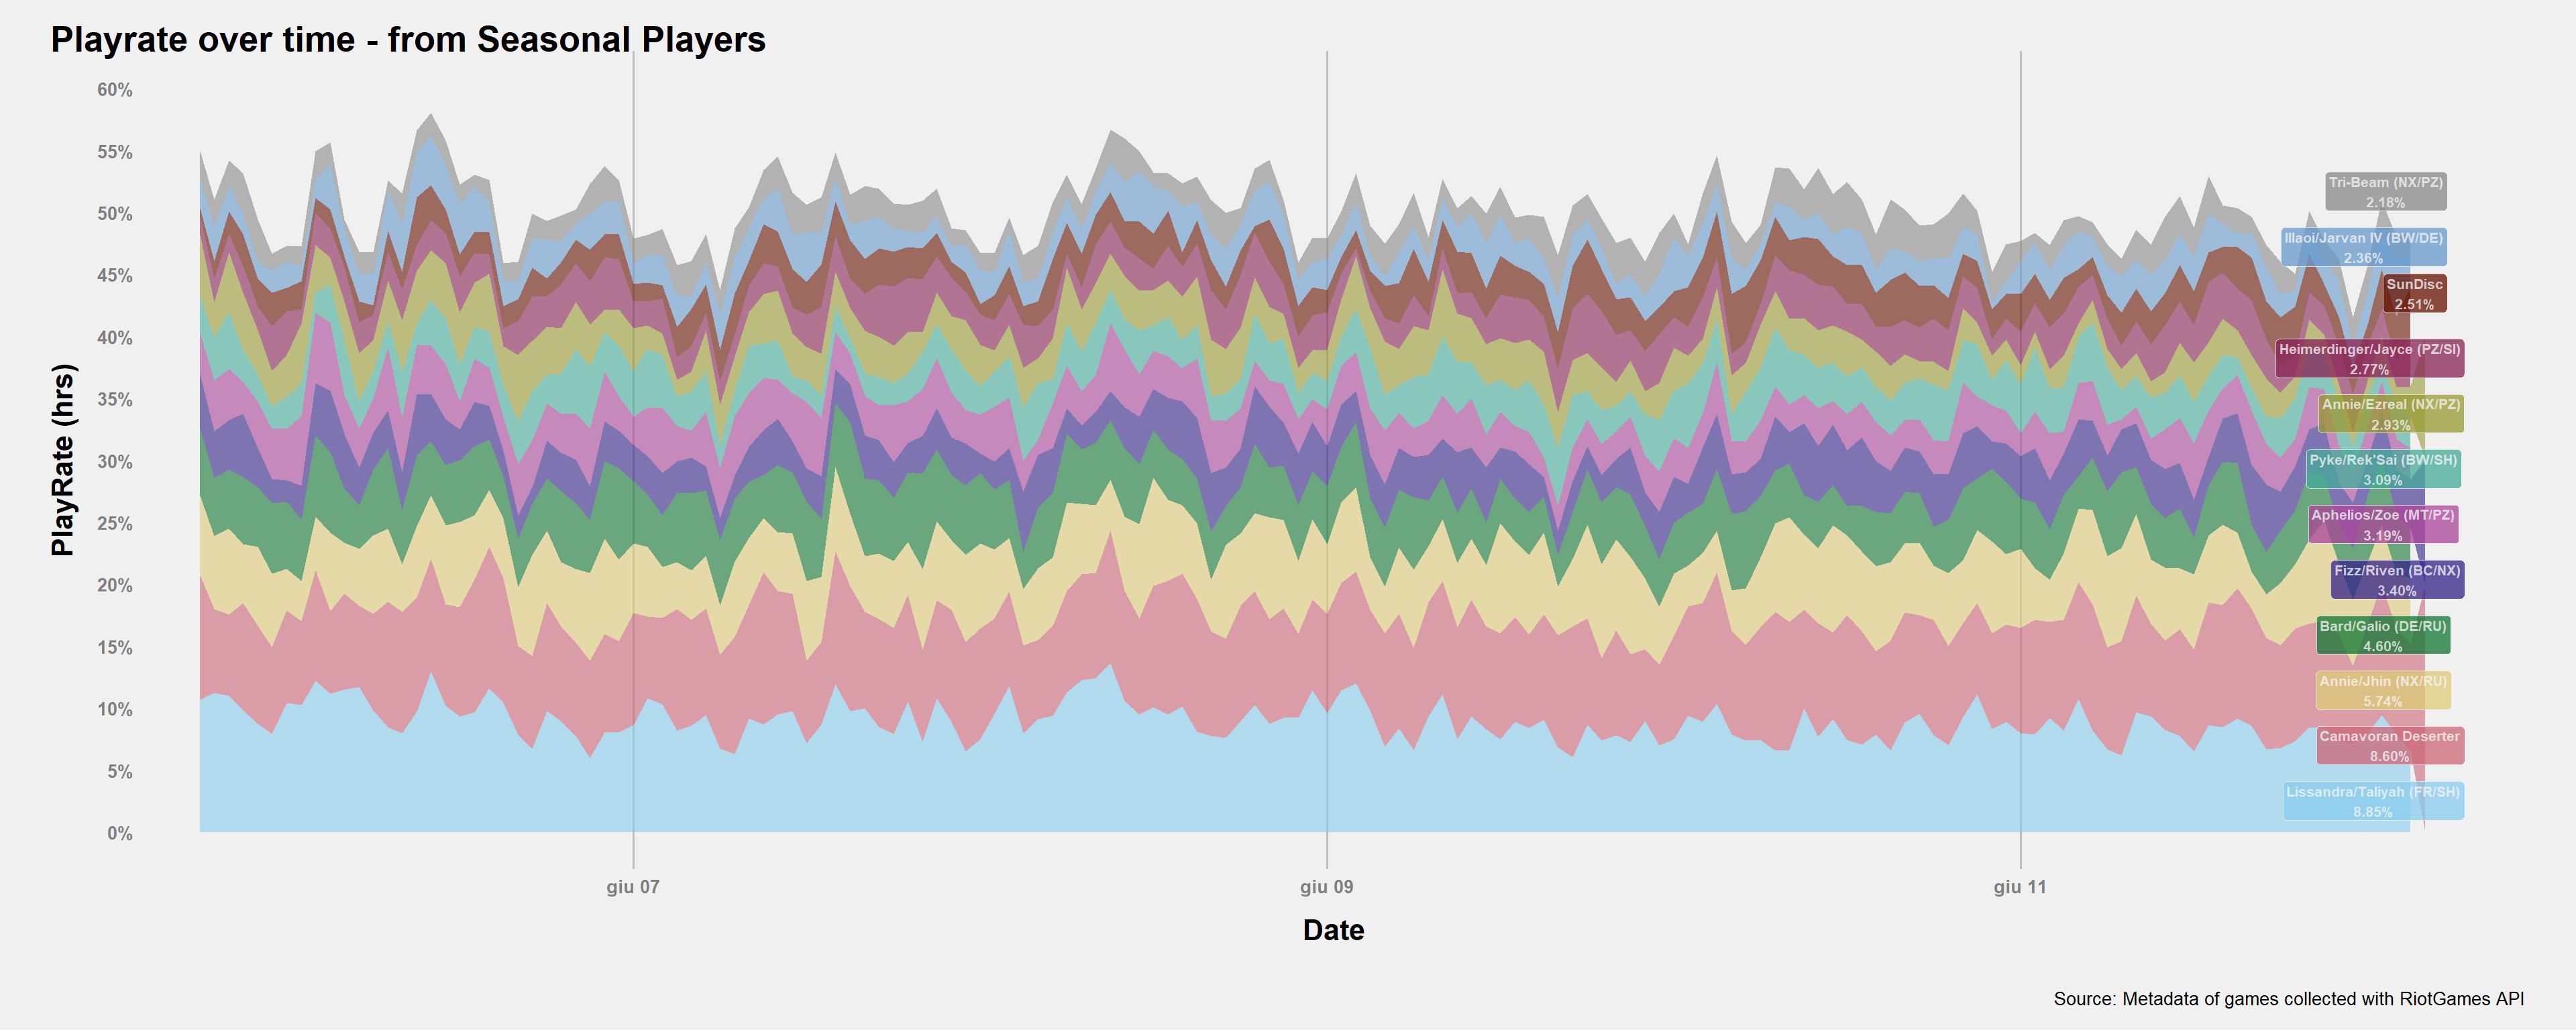 Playrate over time - from Seasonal Players
60%
55%
50%
45%
40%
35%
30%
25%
20%
15%
10%
5%
0%
PlayRate (hrs)
Tri-Beam (NX/PZ)
2.18%
Illaoi/Jarvan IV (BW/DE)
2.36%
SunDisc
2.51%
Heimerdinger/Jayce (PZ/SI)
2.77%
Annie/Ezreal (NX/PZ)
2.93%
Pyke/Rek'Sai (BW/SH)
3.09%
Aphelios/Zoe (MT/PZ)
3.19%
Fizz/Riven (BC/NX)
3.40%
Bard/Galio (DE/RU)
4.60%
Annie/Jhin (NX/RU)
5.74%
Camavoran Deserter
8.60%
Lissandra/Taliyah (FR/SH)
8.85%
giu 07
giu 09
giu 11
Date
Source: Metadata of games collected with RiotGames API